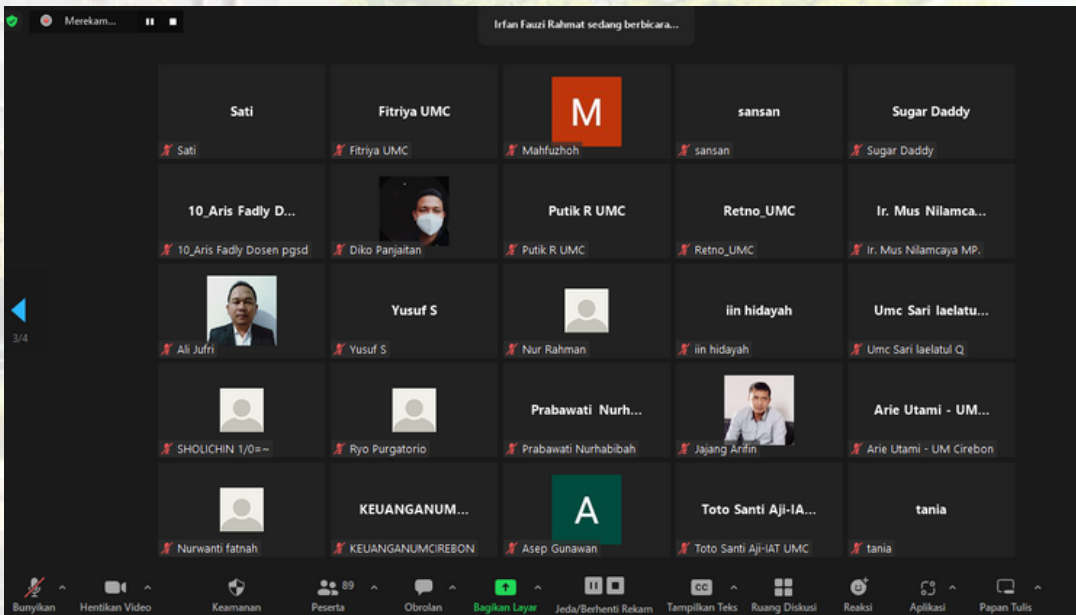 Merekam...
Irfan Fauzi Rahmat sedang berbicara...
Sati
Fitriya UMC
M
sansan
Sugar Daddy
Sati
Fitriya UMC
Mahfuzhoh
sansan
Sugar Daddy
10_Aris Fadly D...
Putik R UMC
Retno_UMC
Ir. Mus Nilamca...
10_Aris Fadly Dosen pgsd
Diko Panjaitan
Putik R UMC
Retno_UMC
Ir. Mus Nilamcaya MP.
Yusuf S
iin hidayah
Umc Sari laelatu...
3/4
Ali Jufri
Yusuf S
Nur Rahman
iin hidayah
Umc Sari laelatul Q
Prabawati Nurh...
Arie Utami - UM...
SHOLICHIN 1/0=~
Ryo Purgatorio
Prabawati Nurhabibah
Jajang Arifin
Arie Utami - UM Cirebon
KEUANGANUM...
A
Toto Santi Aji-IA...
tania
Nurwanti fatnah
KEUANGANUMCIREBON
Asep Gunawan
Toto Santi Aji-IAT UMC
tania
89
CC
Bunyikan
Hentikan Video
Keamanan
Peserta
Obrolan
Bagikan Layar
Jeda/Berhenti Rekam
Tampilkan Teks
Ruang Diskusi
Reaksi
Aplikasi
Papan Tulis